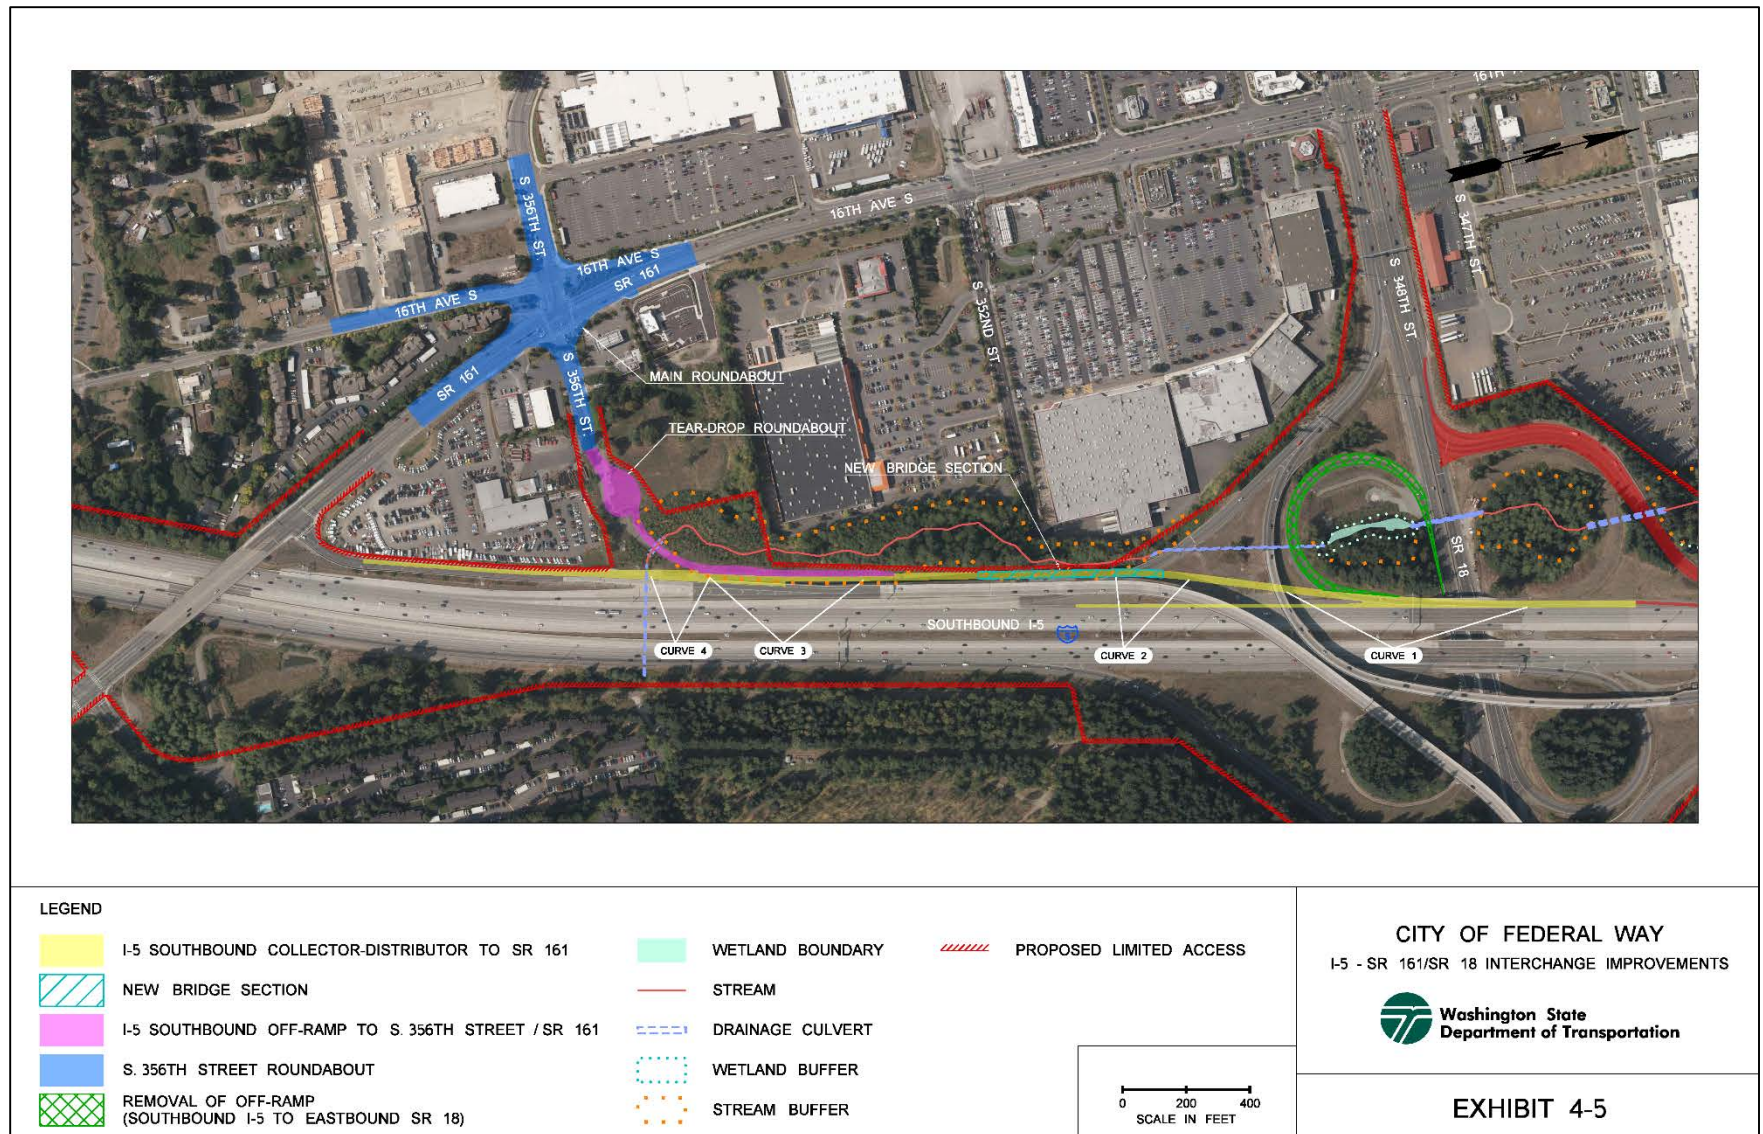 16TH
16TH AVE S
S 356TH ST.
16TH AVE S
SR 161
16TH AVE S
SR 161
S 356TH ST.
S 352ND ST
S 348TH ST.
S 347TH ST.
N
MAIN ROUNDABOUT
TEAR-DROP ROUNDABOUT
NEW BRIDGE SECTION
SR 18
SOUTHBOUND I-5
5
CURVE 4
CURVE 3
CURVE 2
CURVE 1
LEGEND
I-5 SOUTHBOUND COLLECTOR-DISTRIBUTOR TO SR 161
NEW BRIDGE SECTION
I-5 SOUTHBOUND OFF-RAMP TO S. 356TH STREET / SR 161
S. 356TH STREET ROUNDABOUT
REMOVAL OF OFF-RAMP
(SOUTHBOUND I-5 TO EASTBOUND SR 18)
WETLAND BOUNDARY
STREAM
DRAINAGE CULVERT
WETLAND BUFFER
STREAM BUFFER
PROPOSED LIMITED ACCESS
0 200 400
SCALE IN FEET
CITY OF FEDERAL WAY
I-5 - SR 161/SR 18 INTERCHANGE IMPROVEMENTS
Washington State
Department of Transportation
EXHIBIT 4-5